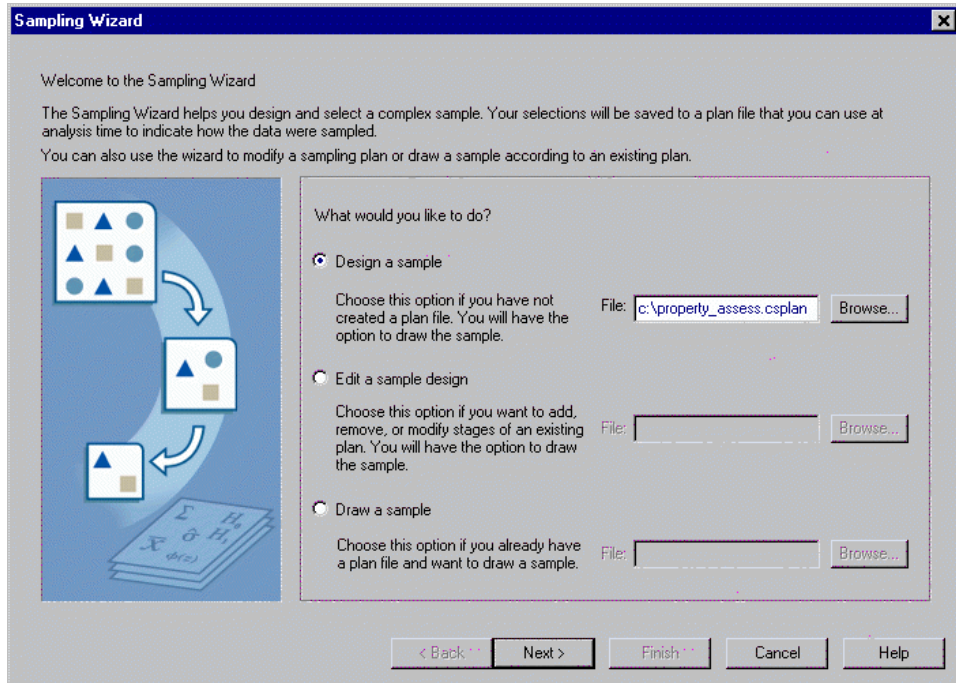 Sampling Wizard
Welcome to the Sampling Wizard
The Sampling Wizard helps you design and select a complex sample. Your selections will be saved to a plan file that you can use at
analysis time to indicate how the data were sampled.
You can also use the wizard to modify a sampling plan or draw a sample according to an existing plan.
What would you like to do?
Design a sample
Choose this option if you have not
created a plan file. You will have the
option to draw the sample.
File: c:\property_assess.csplan Browse...
Edit a sample design
Choose this option if you want to add,
remove, or modify stages of an existing
plan. You will have the option to draw
the sample.
File: Browse...
Draw a sample
Choose this option if you already have
a plan file and want to draw a sample.
File: Browse...
Σ H₀
X̄ σ̂ H₁
φ(z)
< Back Next > Finish Cancel Help